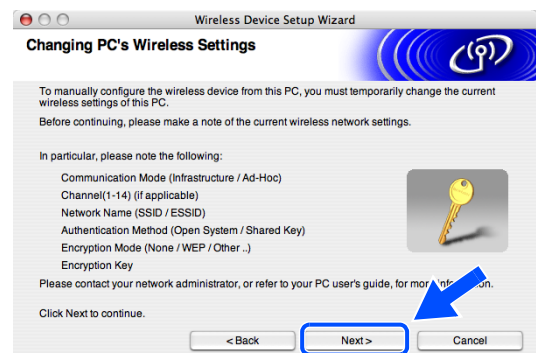 Wireless Device Setup Wizard
Changing PC's Wireless Settings
To manually configure the wireless device from this PC, you must temporarily change the current
wireless settings of this PC.
Before continuing, please make a note of the current wireless network settings.
In particular, please note the following:
Communication Mode (Infrastructure / Ad-Hoc)
Channel(1-14) (if applicable)
Network Name (SSID / ESSID)
Authentication Method (Open System / Shared Key)
Encryption Mode (None / WEP / Other ..)
Encryption Key
Please contact your network administrator, or refer to your PC user's guide, for more
Click Next to continue.
< Back Next > Cancel